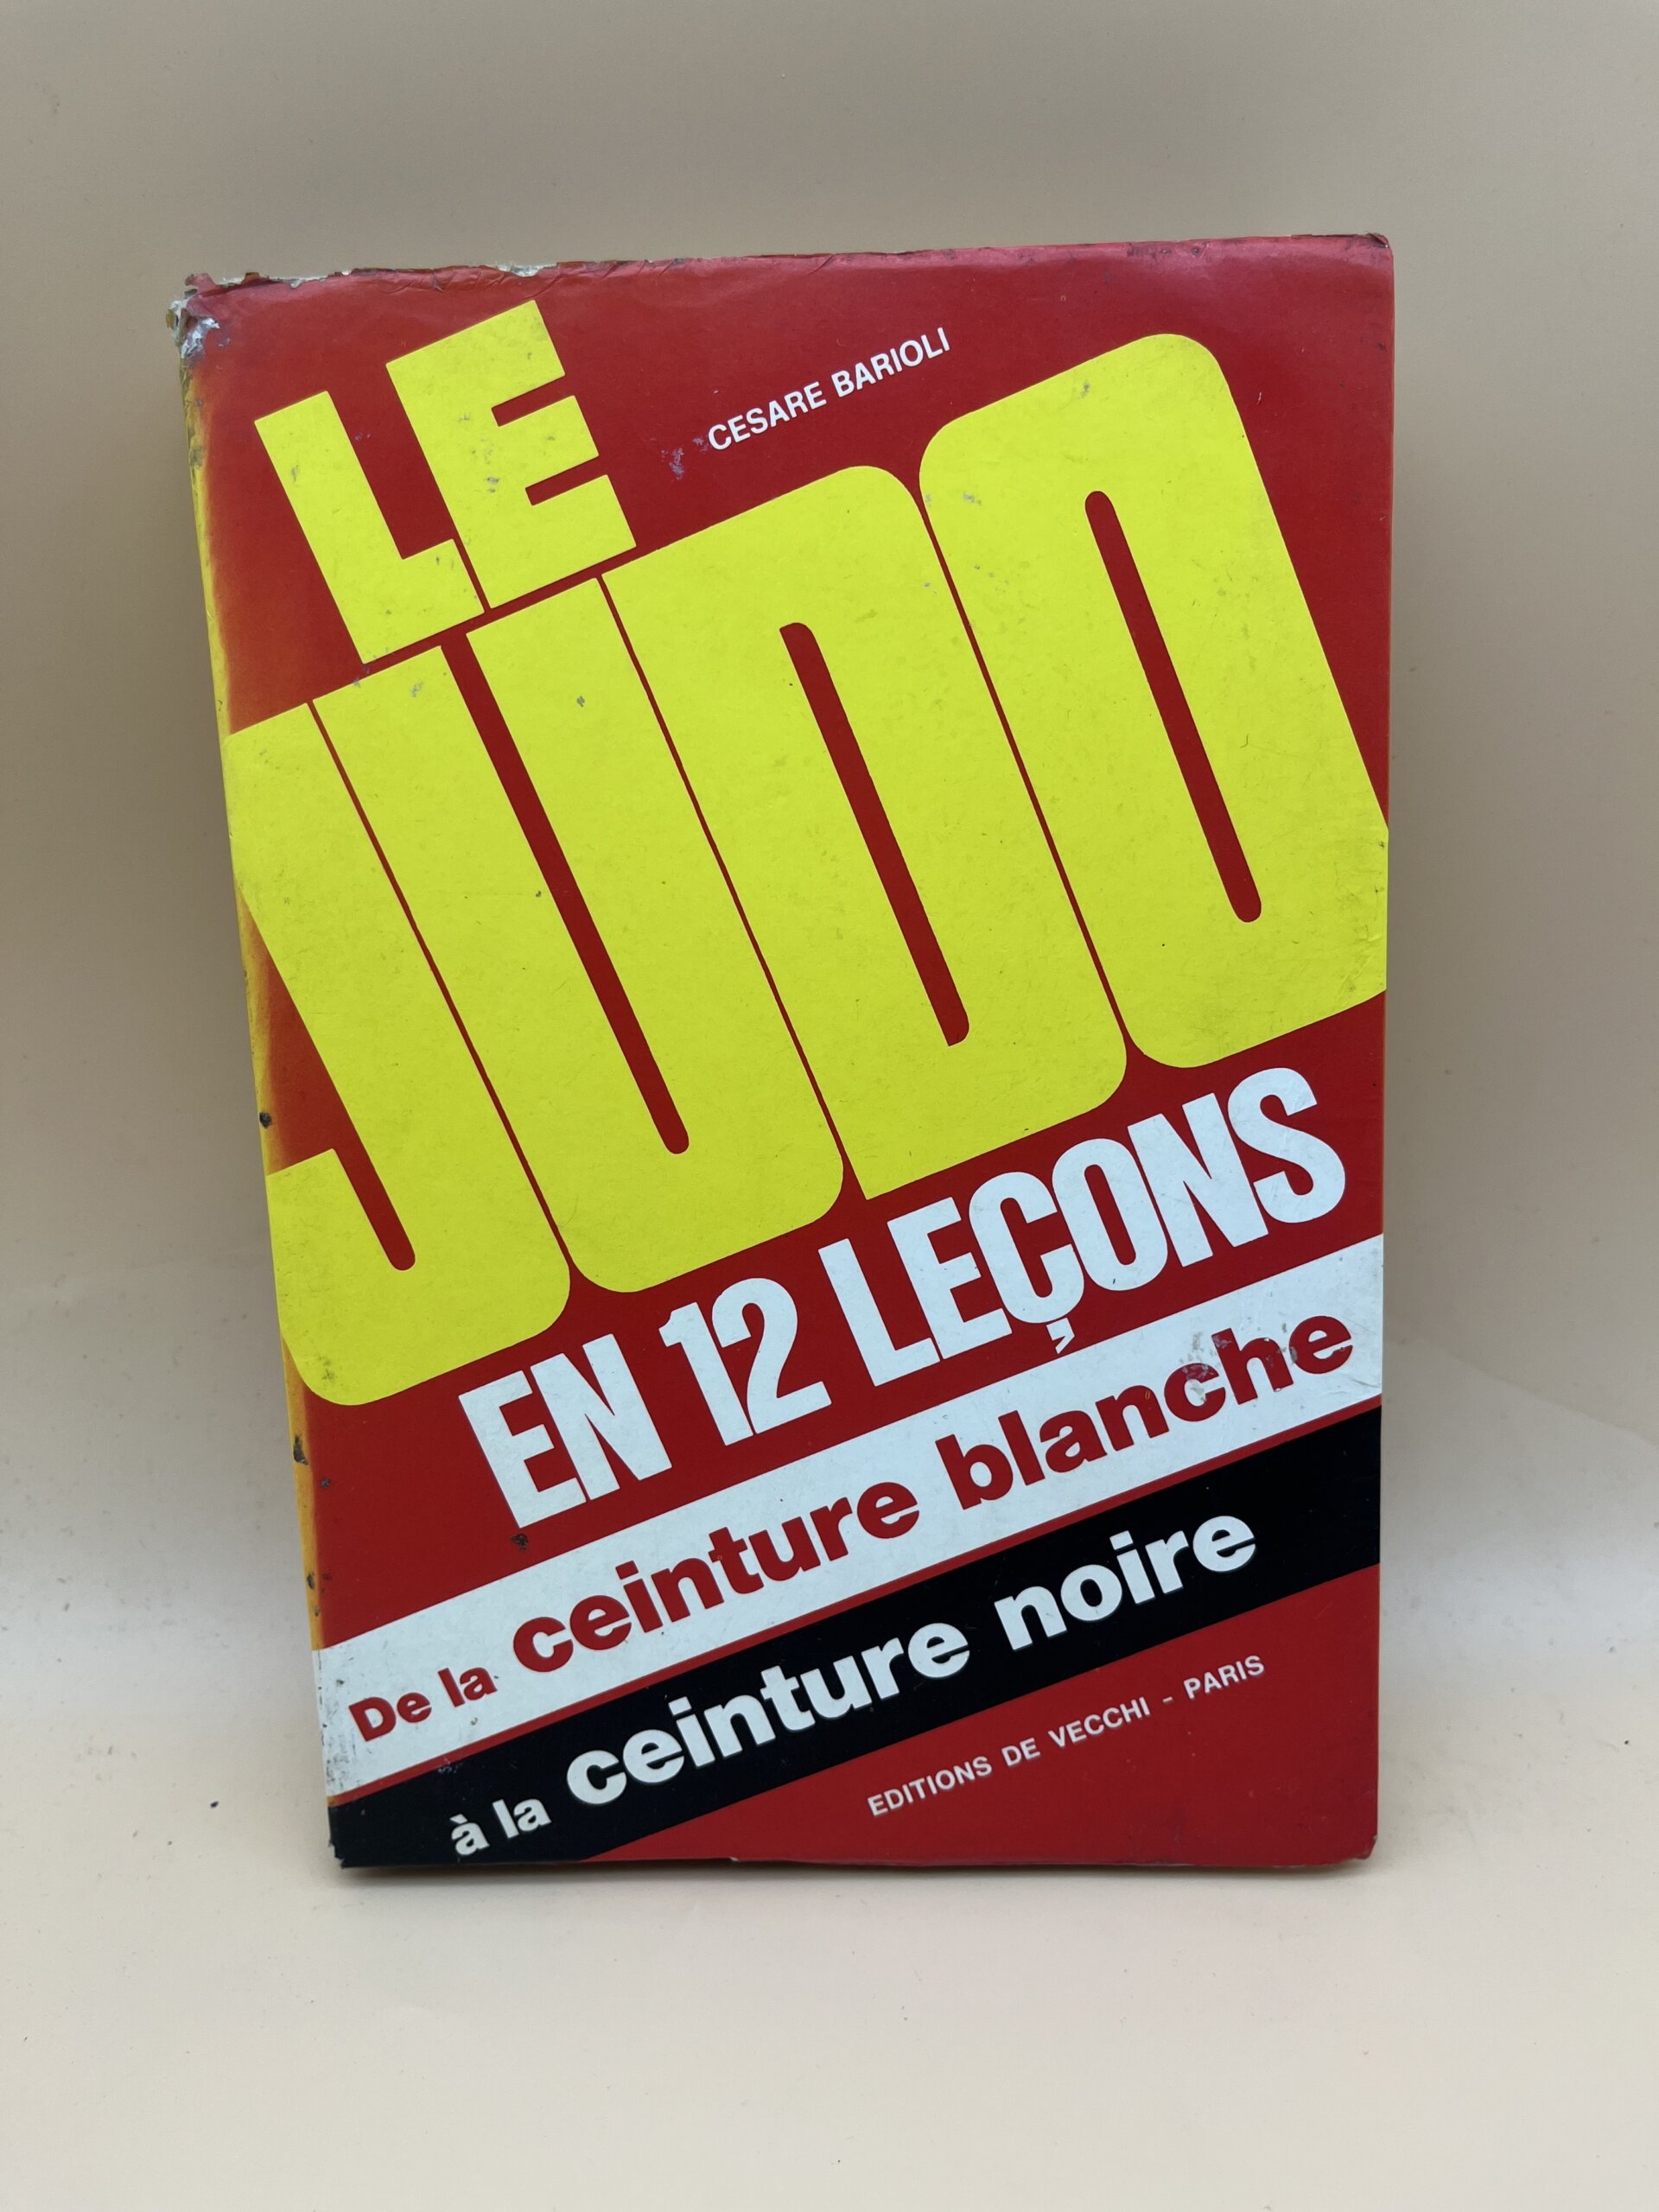 LE
CESARE BARIOLI
JUDO
EN 12 LEÇONS
De la ceinture blanche
à la ceinture noire
EDITIONS DE VECCHI - PARIS